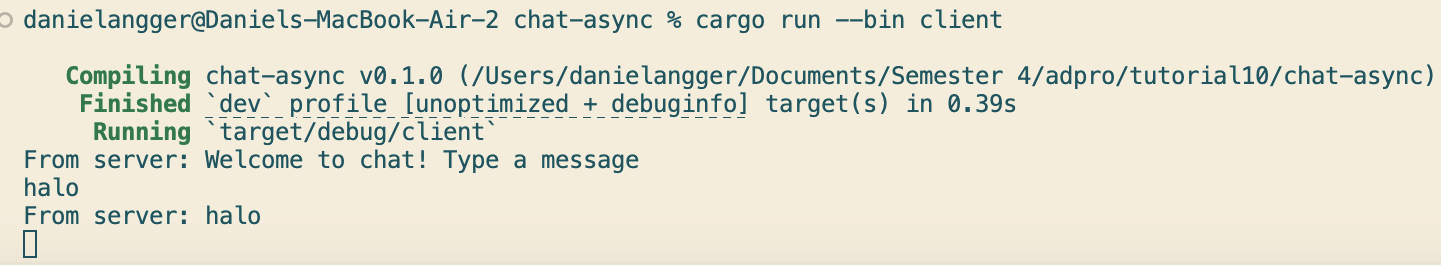 danielangger@Daniels-MacBook-Air-2 chat-async % cargo run --bin client
Compiling chat-async v0.1.0 (/Users/danielangger/Documents/Semester 4/adpro/tutorial10/chat-async)
Finished `dev` profile [unoptimized + debuginfo] target(s) in 0.39s
Running `target/debug/client`
From server: Welcome to chat! Type a message
halo
From server: halo